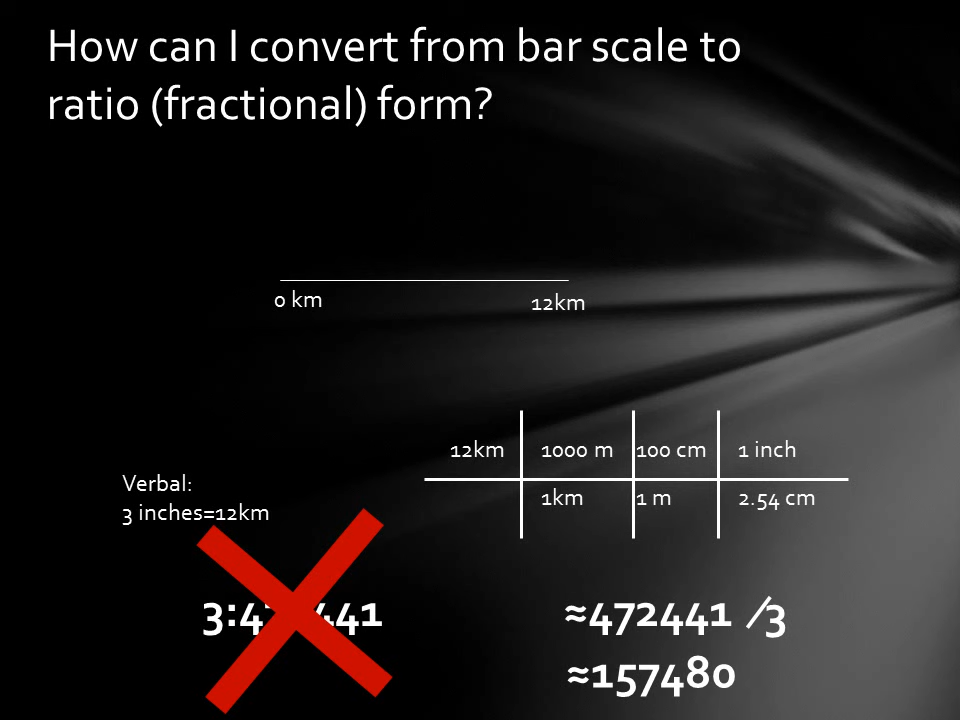 How can I convert from bar scale to
ratio (fractional) form?
0 km
12km
12km 1000 m 100 cm 1 inch
1km 1 m 2.54 cm
Verbal:
3 inches=12km
≈472441 /3
≈157480